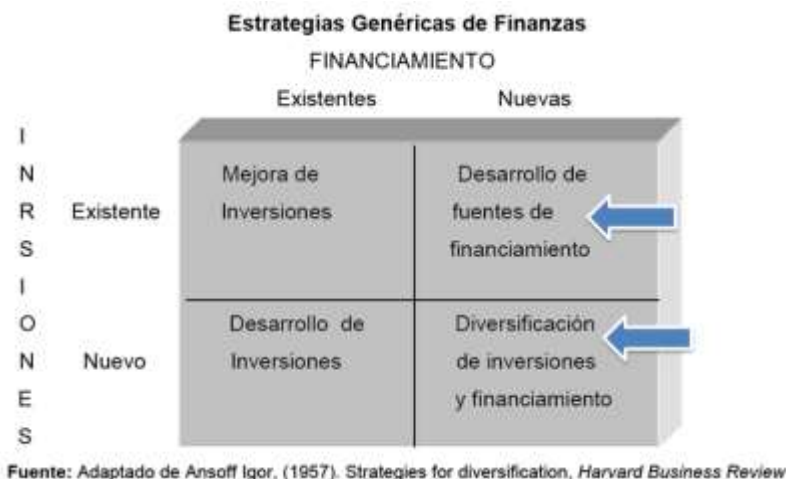 Estrategias Genéricas de Finanzas
FINANCIAMIENTO
Existentes Nuevas
I
N
R
S
I
O
N
E
S
Existente
Mejora de
Inversiones
Desarrollo de
fuentes de
financiamiento
Nuevo
Desarrollo de
Inversiones
Diversificación
de inversiones
y financiamiento
Fuente: Adaptado de Ansoff Igor, (1957). Strategies for diversification, Harvard Business Review